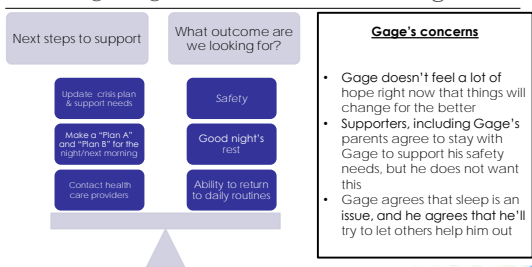 Next steps to support
What outcome are
we looking for?
Update crisis plan
& support needs
Safety
Make a “Plan A”
and “Plan B” for the
night/next morning
Good night’s
rest
Contact health
care providers
Ability to return
to daily routines
Gage’s concerns
• Gage doesn’t feel a lot of
hope right now that things will
change for the better
• Supporters, including Gage’s
parents agree to stay with
Gage to support his safety
needs, but he does not want
this
• Gage agrees that sleep is an
issue, and he agrees that he’ll
try to let others help him out